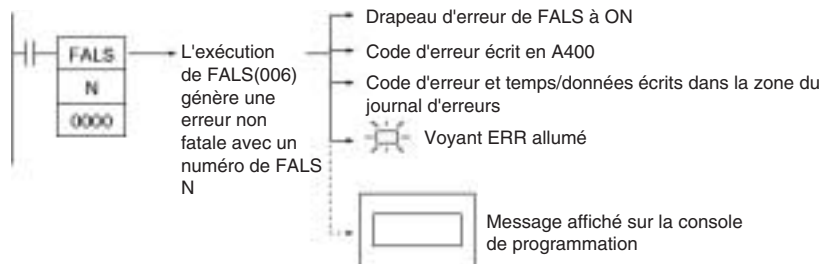 FALS
N
0000
L'exécution
de FALS(006)
génère une
erreur non
fatale avec un
numéro de FALS
N
Drapeau d'erreur de FALS à ON
Code d'erreur écrit en A400
Code d'erreur et temps/données écrits dans la zone du
journal d'erreurs
Voyant ERR allumé
Message affiché sur la console
de programmation